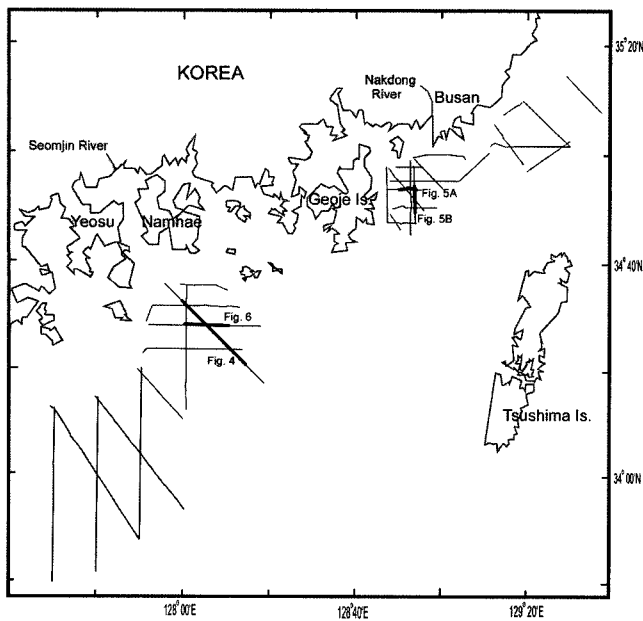 KOREA
Nakdong
River
Busan
Seomjin River
Geoje Is.
Yeosu
Namhae
Fig. 5A
Fig. 5B
Fig. 6
Fig. 4
Tsushima Is.
35°20'N
34°40'N
34°00'N
128°00'E
128°40'E
129°20'E